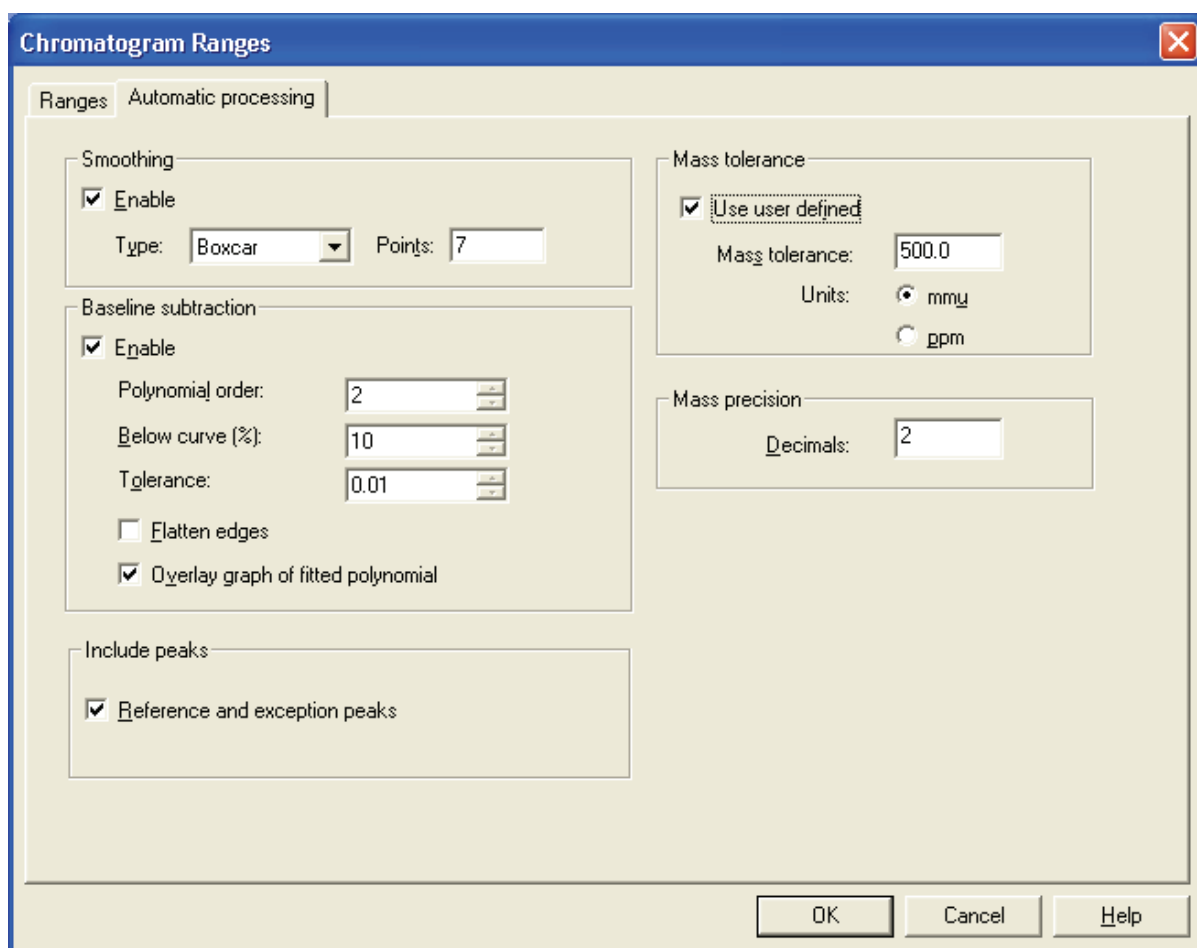 Chromatogram Ranges
Ranges
Automatic processing
Smoothing
Enable
Type: Boxcar Points: 7
Baseline subtraction
Enable
Polynomial order: 2
Below curve (%): 10
Tolerance: 0.01
Flatten edges
Overlay graph of fitted polynomial
Include peaks
Reference and exception peaks
Mass tolerance
Use user defined
Mass tolerance: 500.0
Units: mmu
ppm
Mass precision
Decimals: 2
OK Cancel Help